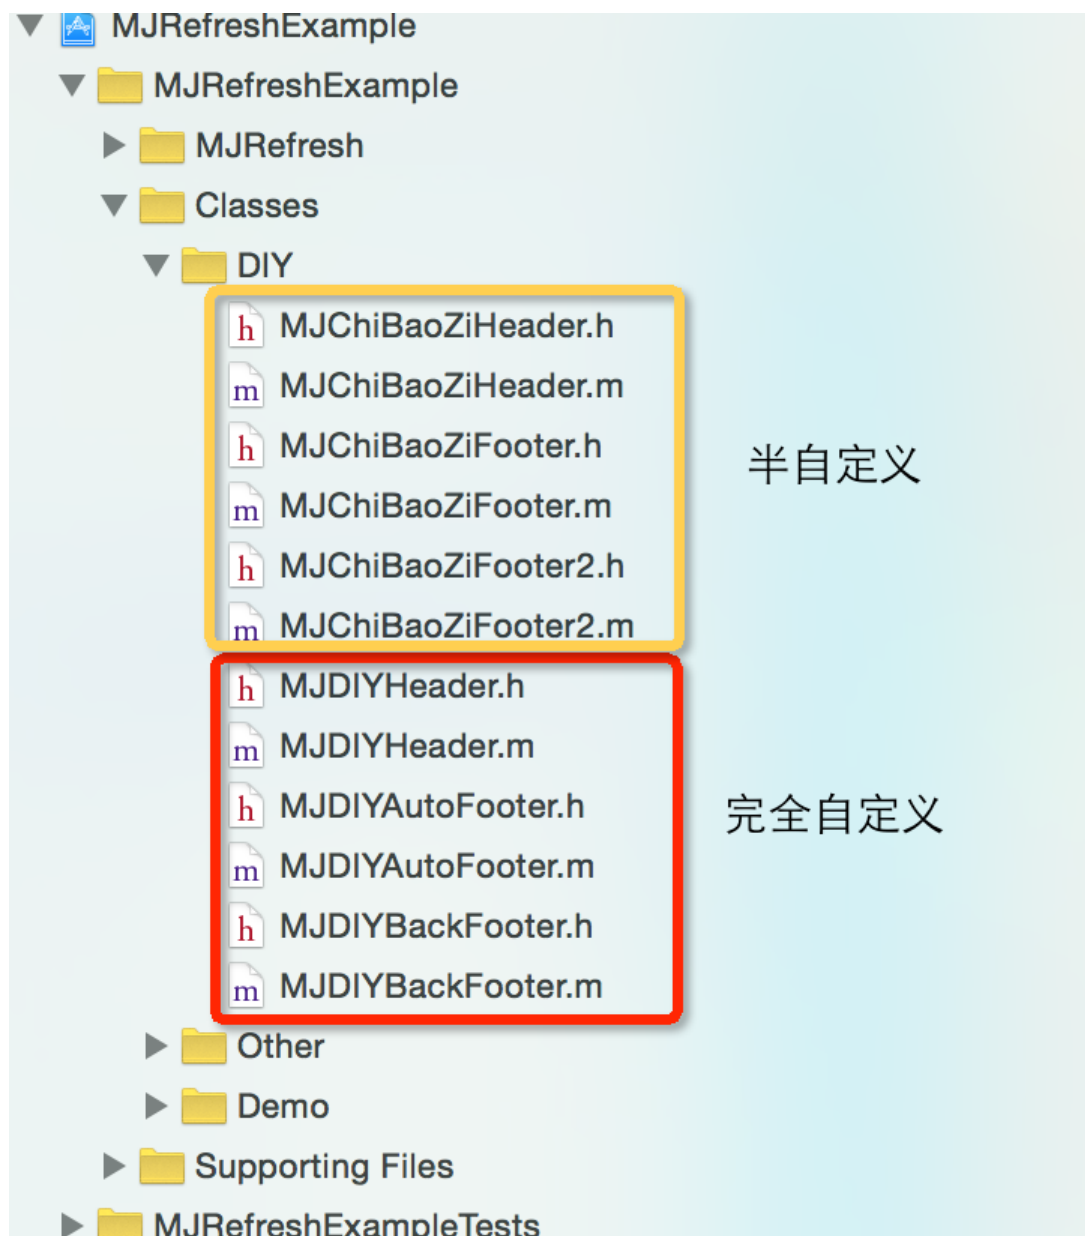 MJRefreshExample
MJRefreshExample
MJRefresh
Classes
DIY
h MJChiBaoZiHeader.h
m MJChiBaoZiHeader.m
h MJChiBaoZiFooter.h
半自定义
m MJChiBaoZiFooter.m
h MJChiBaoZiFooter2.h
m MJChiBaoZiFooter2.m
h MJDIYHeader.h
m MJDIYHeader.m
h MJDIYAutoFooter.h
完全自定义
m MJDIYAutoFooter.m
h MJDIYBackFooter.h
m MJDIYBackFooter.m
Other
Demo
Supporting Files
MJRefreshExampleTests